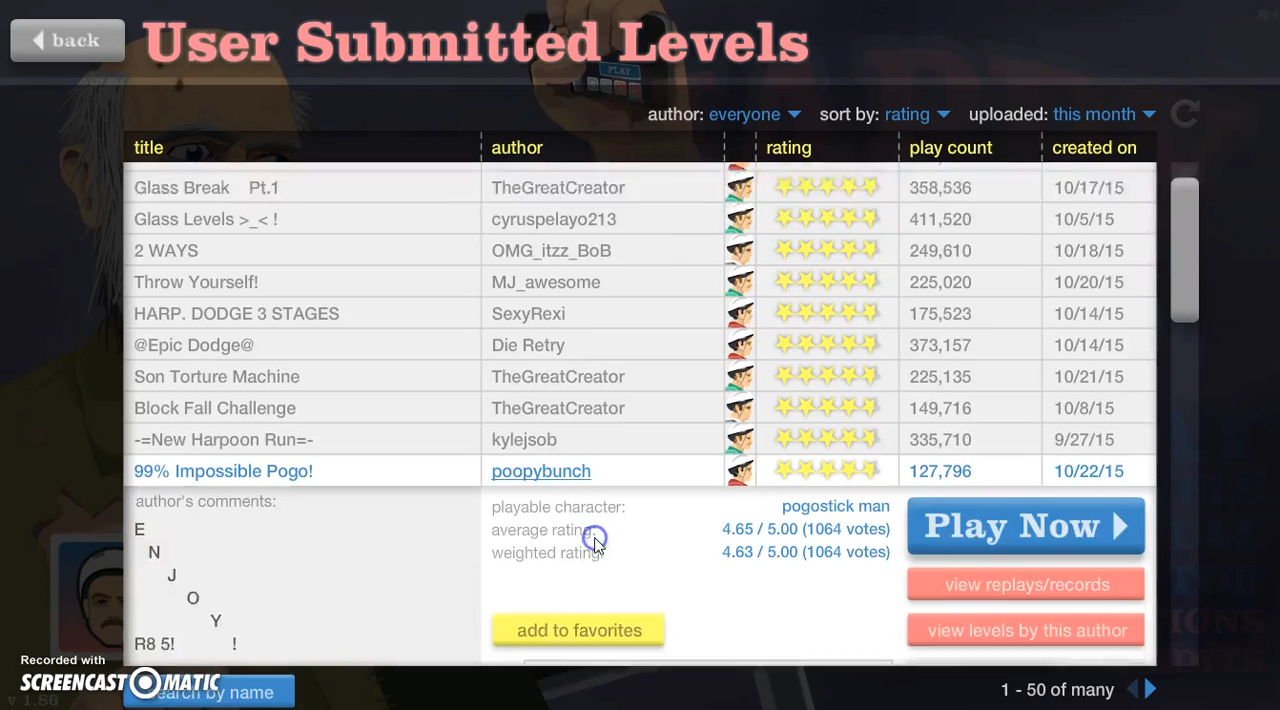 back
User Submitted Levels
PLAY
author: everyone sort by: rating uploaded: this month
title author rating play count created on
Glass Break Pt.1 TheGreatCreator 358,536 10/17/15
Glass Levels >_< ! cyruspelayo213 411,520 10/5/15
2 WAYS OMG_itzz_BoB 249,610 10/18/15
Throw Yourself! MJ_awesome 225,020 10/20/15
HARP. DODGE 3 STAGES SexyRexi 175,523 10/14/15
@Epic Dodge@ Die Retry 373,157 10/14/15
Son Torture Machine TheGreatCreator 225,135 10/21/15
Block Fall Challenge TheGreatCreator 149,716 10/8/15
-=New Harpoon Run=- kylejsob 335,710 9/27/15
99% Impossible Pogo! poopybunch 127,796 10/22/15
author's comments:
E
N
J
O
Y
R8 5! !
playable character: pogostick man
average rating: 4.65 / 5.00 (1064 votes)
weighted rating: 4.63 / 5.00 (1064 votes)
add to favorites
Play Now
view replays/records
view levels by this author
Recorded with
SCREENCAST-O-MATIC
search by name
1 - 50 of many
v 1.86